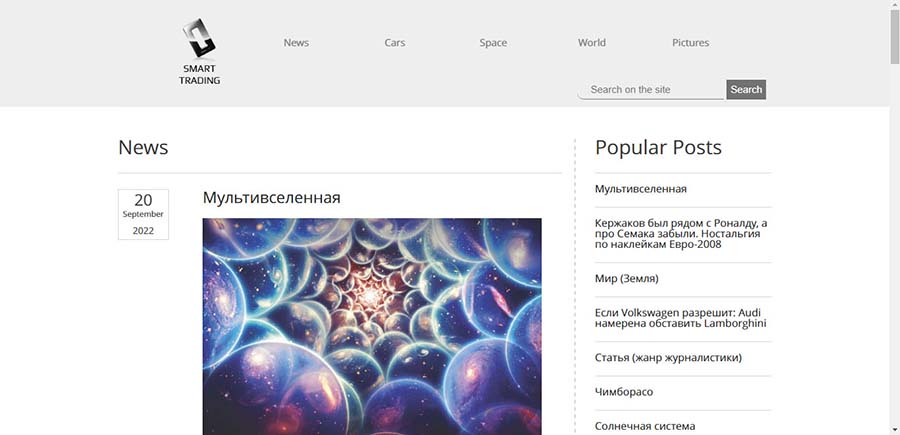 SMART
TRADING
News
Cars
Space
World
Pictures
Search on the site
Search
News
20
September
2022
Мультивселенная
Popular Posts
Мультивселенная
Кержаков был рядом с Роналду, а
про Семака забыли. Ностальгия
по наклейкам Евро-2008
Мир (Земля)
Если Volkswagen разрешит: Audi
намерена обставить Lamborghini
Статья (жанр журналистики)
Чимборасо
Солнечная система